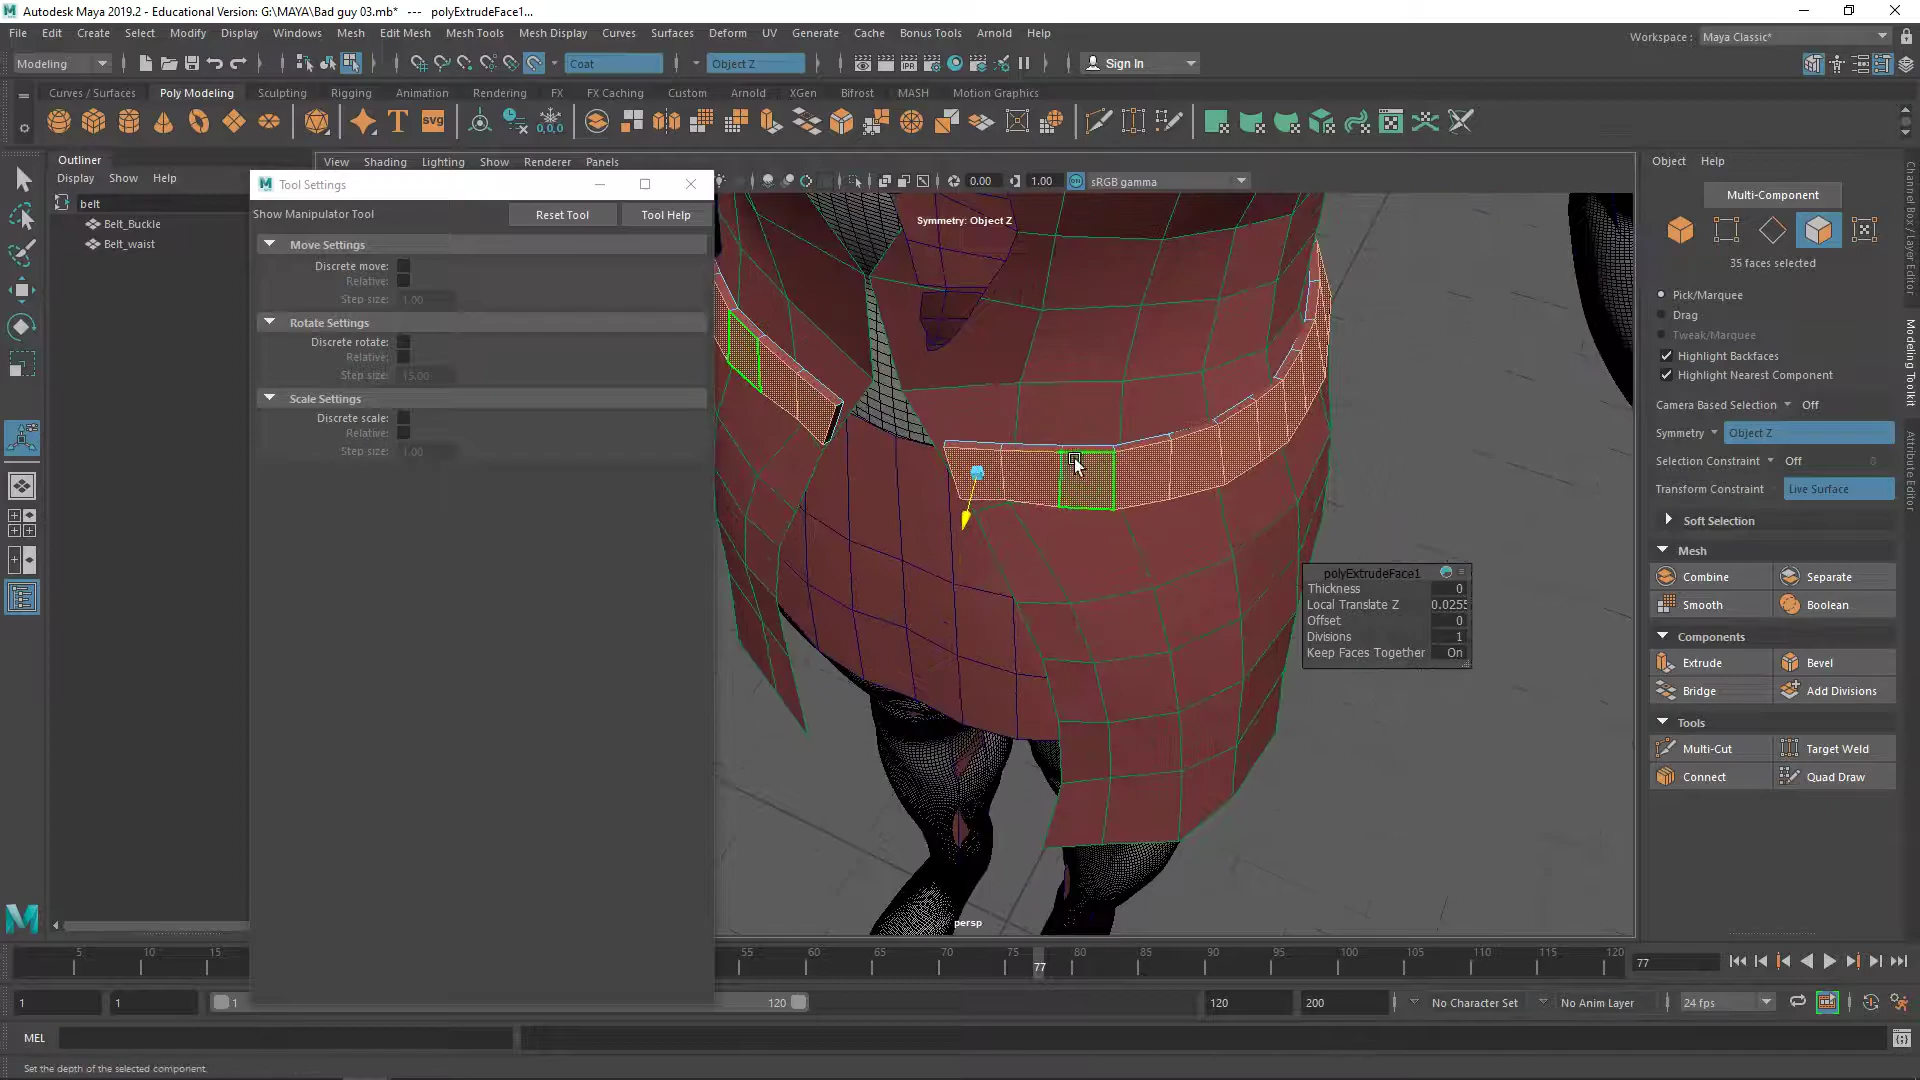 Autodesk Maya 2019.2 - Educational Version: G:\MAYA\Bad guy 03.mb*   ---   polyExtrudeFace1...
File Edit Create Select Modify Display Windows Mesh Edit Mesh Mesh Tools Mesh Display Curves Surfaces Deform UV Generate Cache Bonus Tools Arnold Help
Workspace : Maya Classic*
Modeling Coat Object Z Sign In
Curves / Surfaces Poly Modeling Sculpting Rigging Animation Rendering FX FX Caching Custom Arnold XGen Bifrost MASH Motion Graphics
Outliner
Display Show Help
belt
Belt_Buckle
Belt_waist
View Shading Lighting Show Renderer Panels
0.00 1.00 sRGB gamma
Tool Settings
Show Manipulator Tool Reset Tool Tool Help
Move Settings
Discrete move:
Relative:
Step size: 1.00
Rotate Settings
Discrete rotate:
Relative:
Step size: 15.00
Scale Settings
Discrete scale:
Relative:
Step size: 1.00
Symmetry: Object Z
polyExtrudeFace1
Thickness 0
Local Translate Z 0.0255
Offset 0
Divisions 1
Keep Faces Together On
persp
Object Help
Multi-Component
35 faces selected
Pick/Marquee
Drag
Tweak/Marquee
Highlight Backfaces
Highlight Nearest Component
Camera Based Selection Off
Symmetry Object Z
Selection Constraint Off 0
Transform Constraint Live Surface
Soft Selection
Mesh
Combine Separate
Smooth Boolean
Components
Extrude Bevel
Bridge Add Divisions
Tools
Multi-Cut Target Weld
Connect Quad Draw
Channel Box / Layer Editor
Modeling Toolkit
Attribute Editor
5 10 15 55 60 65 70 75 77 80 85 90 95 100 105 110 115 120 77
1 1 1 120 120 200 No Character Set No Anim Layer 24 fps
MEL
Set the depth of the selected component.